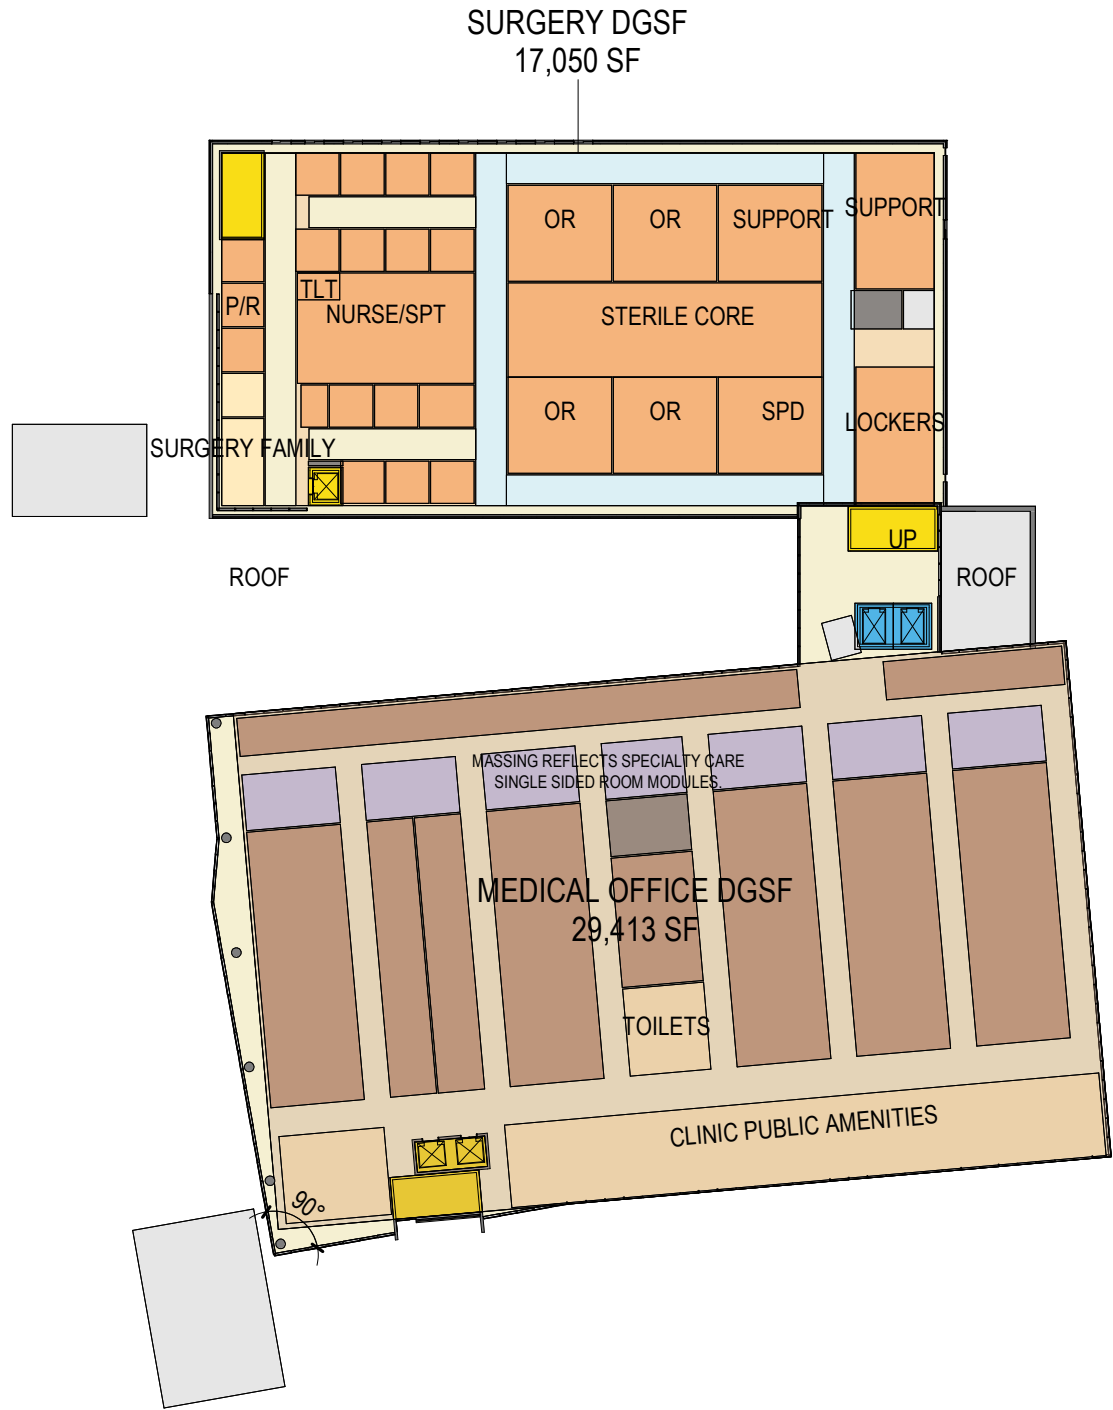 SURGERY DGSF
17,050 SF
OR
OR
SUPPORT
SUPPORT
TLT
P/R
NURSE/SPT
STERILE CORE
OR
OR
SPD
LOCKERS
SURGERY FAMILY
UP
ROOF
ROOF
MASSING REFLECTS SPECIALTY CARE
SINGLE SIDED ROOM MODULES.
MEDICAL OFFICE DGSF
29,413 SF
TOILETS
CLINIC PUBLIC AMENITIES
90°